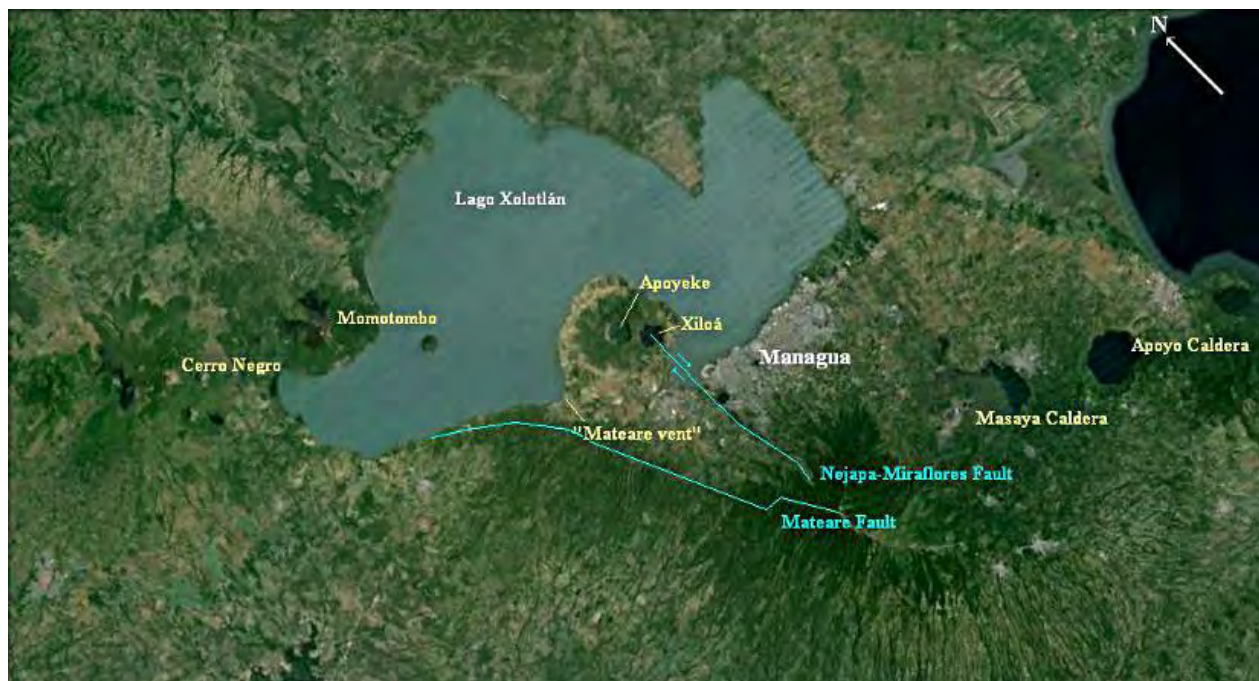 N
Lago Xolotlán
Apoyeke
Momotombo
Xiloá
Managua
Apoyo Caldera
Cerro Negro
Masaya Caldera
"Mateare vent"
Nejapa-Miraflores Fault
Mateare Fault